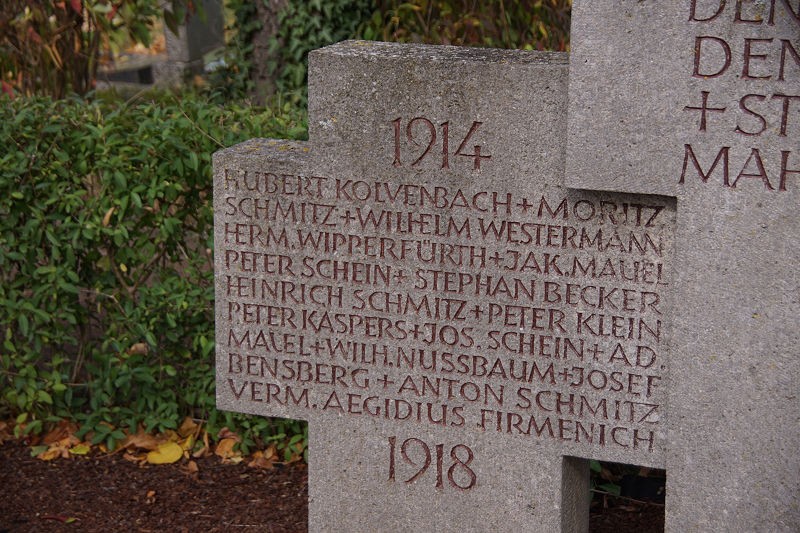 1914
HUBERT KOLVENBACH+MORITZ
SCHMITZ+WILHELM WESTERMANN
HERM.WIPPERFÜRTH+JAK.MAUEL
PETER SCHEIN+STEPHAN BECKER
HEINRICH SCHMITZ+PETER KLEIN
PETER KASPERS+JOS.SCHEIN+AD.
MAUEL+WILH.NUSSBAUM+JOSEF
BENSBERG+ANTON SCHMITZ
VERM.AEGIDIUS FIRMENICH
1918
DEN
DEN
+ST
MAH